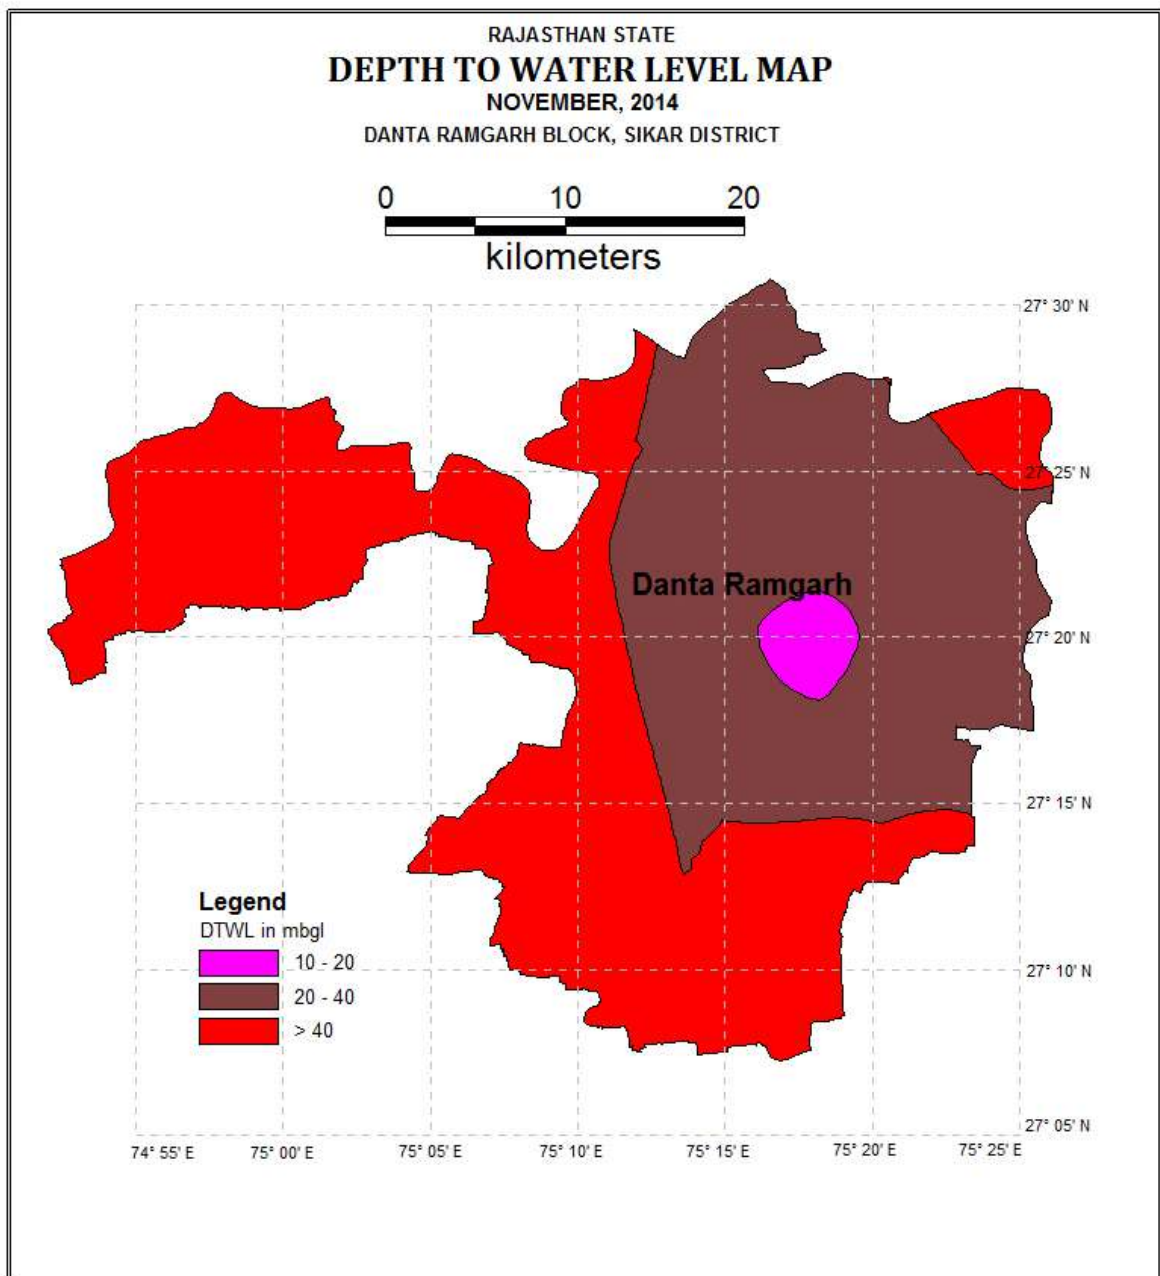 RAJASTHAN STATE
DEPTH TO WATER LEVEL MAP
NOVEMBER, 2014
DANTA RAMGARH BLOCK, SIKAR DISTRICT
0 10 20
kilometers
27° 30' N
27° 25' N
Danta Ramgarh
27° 20' N
27° 15' N
Legend
DTWL in mbgl
10 - 20
20 - 40
> 40
27° 10' N
27° 05' N
74° 55' E 75° 00' E 75° 05' E 75° 10' E 75° 15' E 75° 20' E 75° 25' E